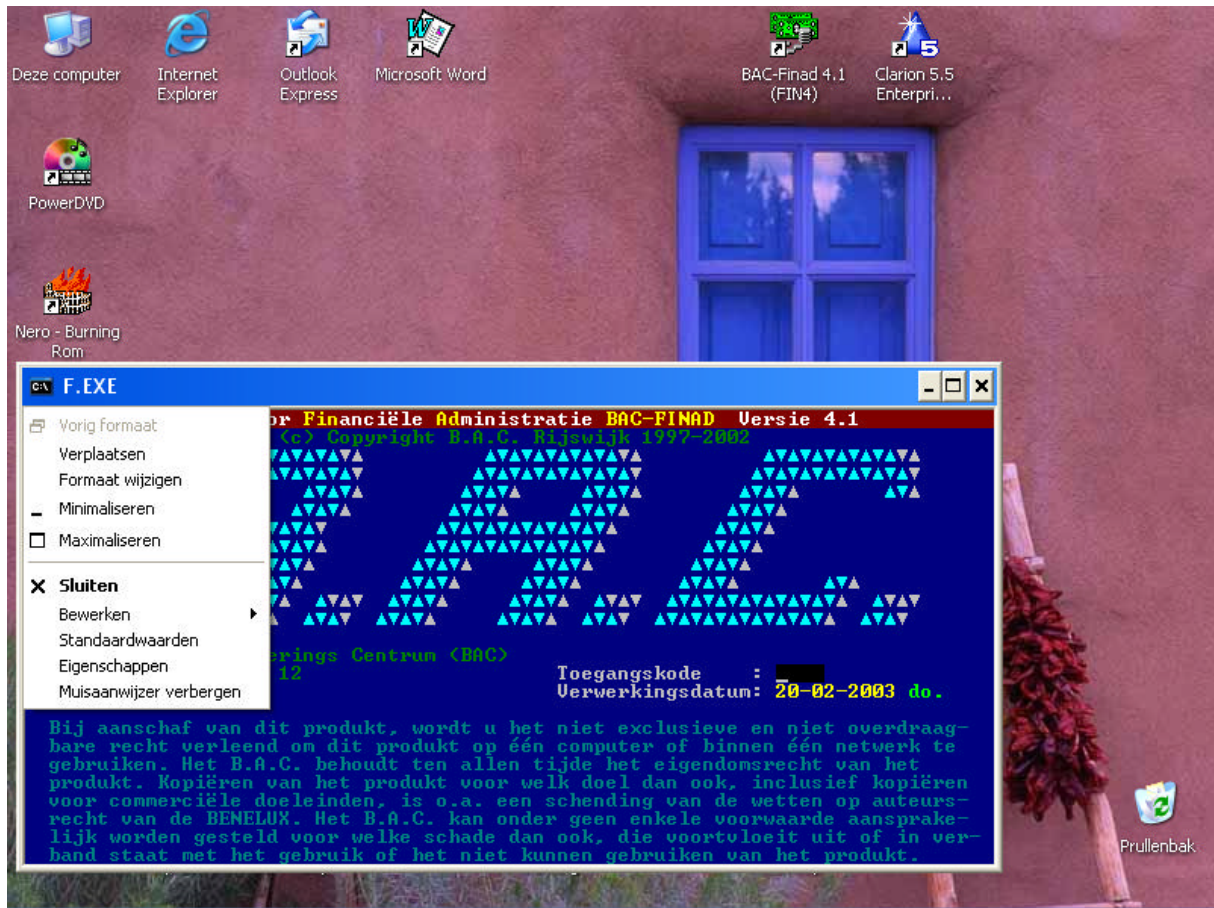 Deze computer
Internet
Explorer
Outlook
Express
Microsoft Word
BAC-Finad 4.1
(FIN4)
Clarion 5.5
Enterpri...
PowerDVD
Nero - Burning
Rom
F.EXE
Vorig formaat
Verplaatsen
Formaat wijzigen
Minimaliseren
Maximaliseren
Sluiten
Bewerken
Standaardwaarden
Eigenschappen
Muisaanwijzer verbergen
or Financiële Administratie BAC-FINAD Versie 4.1
(c) Copyright B.A.C. Rijswijk 1997-2002
BAC
erings Centrum (BAC)
12
Toegangskode :
Verwerkingsdatum: 20-02-2003 do.
Bij aanschaf van dit produkt, wordt u het niet exclusieve en niet overdraag-
bare recht verleend om dit produkt op één computer of binnen één netwerk te
gebruiken. Het B.A.C. behoudt ten allen tijde het eigendomsrecht van het
produkt. Kopiëren van het produkt voor welk doel dan ook, inclusief kopiëren
voor commerciële doeleinden, is o.a. een schending van de wetten op auteurs-
recht van de BENELUX. Het B.A.C. kan onder geen enkele voorwaarde aansprake-
lijk worden gesteld voor welke schade dan ook, die voortvloeit uit of in ver-
band staat met het gebruik of het niet kunnen gebruiken van het produkt.
Prullenbak